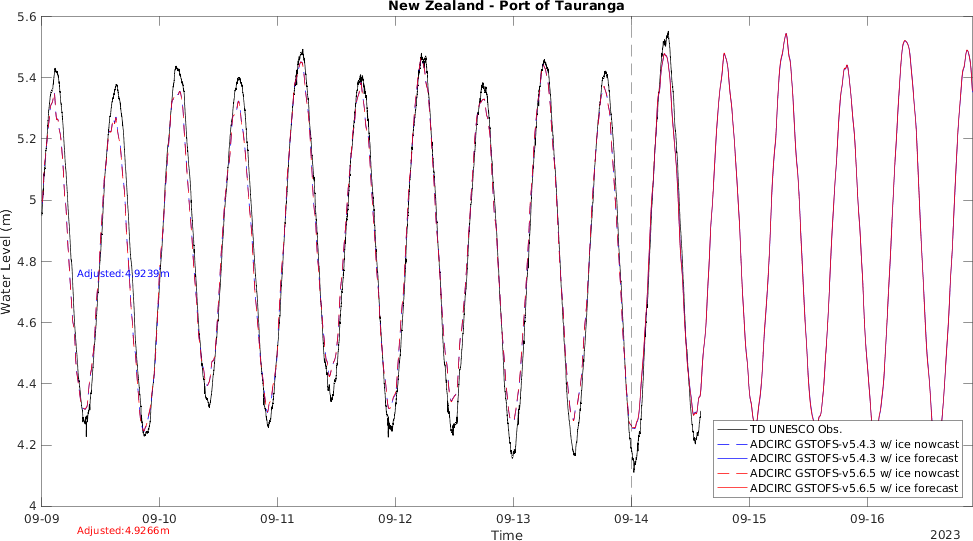 New Zealand - Port of Tauranga
5.6
5.4
5.2
5
4.8
4.6
4.4
4.2
4
Water Level (m)
Adjusted:4.9239m
Adjusted:4.9266m
TD UNESCO Obs.
ADCIRC GSTOFS-v5.4.3 w/ ice nowcast
ADCIRC GSTOFS-v5.4.3 w/ ice forecast
ADCIRC GSTOFS-v5.6.5 w/ ice nowcast
ADCIRC GSTOFS-v5.6.5 w/ ice forecast
09-09 09-10 09-11 09-12 09-13 09-14 09-15 09-16
Time
2023